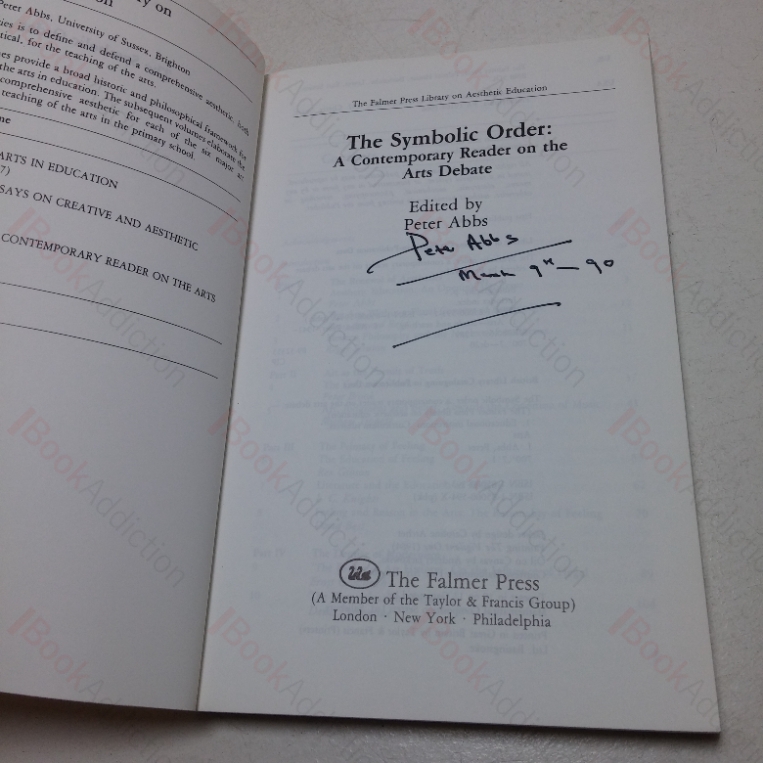 y on
Peter Abbs, University of Sussex, Brighton
ies is to define and defend a comprehensive aesthetic, both
tical, for the teaching of the arts.
es provide a broad historic and philosophical framework for
the arts in education. The subsequent volumes elaborate the
comprehensive aesthetic for each of the six major
teaching of the arts in the primary school.
me
ARTS IN EDUCATION
7)
SAYS ON CREATIVE AND AESTHETIC
CONTEMPORARY READER ON THE ARTS
The Falmer Press Library on Aesthetic Education
The Symbolic Order:
A Contemporary Reader on the
Arts Debate
Edited by
Peter Abbs
Peter Abbs
March 9th – 90
The Falmer Press
(A Member of the Taylor & Francis Group)
London · New York · Philadelphia
BookAddiction